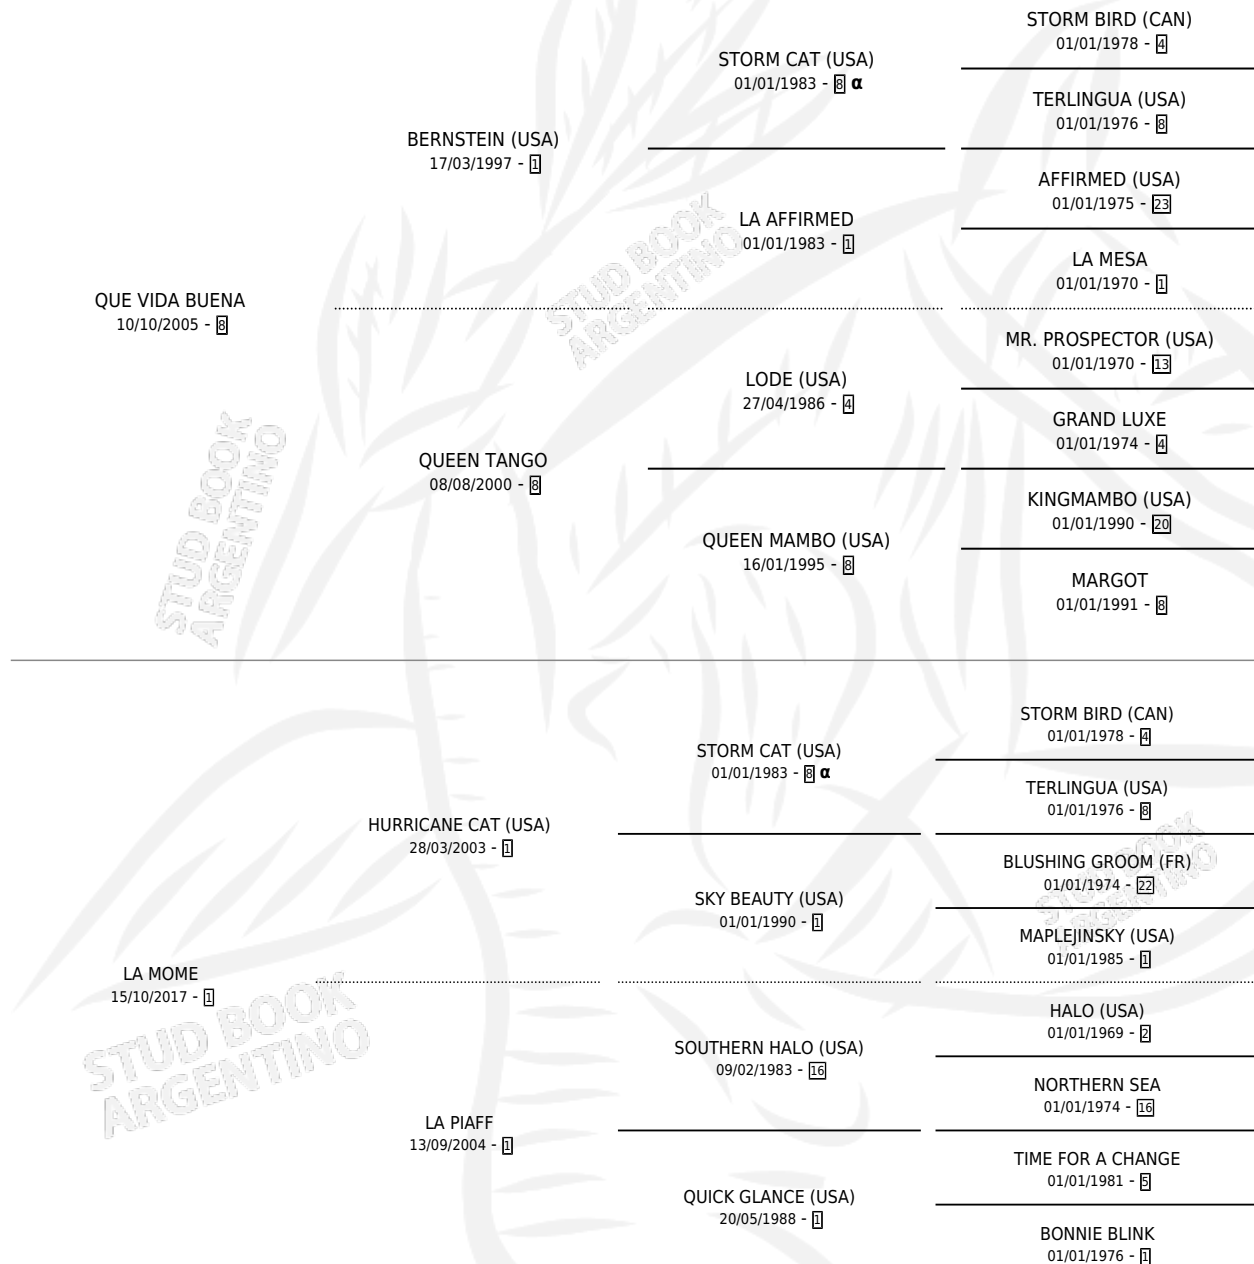 STORM BIRD (CAN)
01/01/1978 - 4
STORM CAT (USA)
01/01/1983 - 8 α
TERLINGUA (USA)
01/01/1976 - 8
BERNSTEIN (USA)
17/03/1997 - 1
AFFIRMED (USA)
01/01/1975 - 23
LA AFFIRMED
01/01/1983 - 1
LA MESA
01/01/1970 - 1
QUE VIDA BUENA
10/10/2005 - 8
MR. PROSPECTOR (USA)
01/01/1970 - 13
LODE (USA)
27/04/1986 - 4
GRAND LUXE
01/01/1974 - 4
QUEEN TANGO
08/08/2000 - 8
KINGMAMBO (USA)
01/01/1990 - 20
QUEEN MAMBO (USA)
16/01/1995 - 8
MARGOT
01/01/1991 - 8
STORM BIRD (CAN)
01/01/1978 - 4
STORM CAT (USA)
01/01/1983 - 8 α
TERLINGUA (USA)
01/01/1976 - 8
HURRICANE CAT (USA)
28/03/2003 - 1
BLUSHING GROOM (FR)
01/01/1974 - 22
SKY BEAUTY (USA)
01/01/1990 - 1
MAPLEJINSKY (USA)
01/01/1985 - 1
LA MOME
15/10/2017 - 1
HALO (USA)
01/01/1969 - 2
SOUTHERN HALO (USA)
09/02/1983 - 16
NORTHERN SEA
01/01/1974 - 16
LA PIAFF
13/09/2004 - 1
TIME FOR A CHANGE
01/01/1981 - 5
QUICK GLANCE (USA)
20/05/1988 - 1
BONNIE BLINK
01/01/1976 - 1
STUD BOOK
ARGENTINO
STUD BOOK
ARGENTINO
STUD BOOK
ARGENTINO
STUD BOOK
ARGENTINO